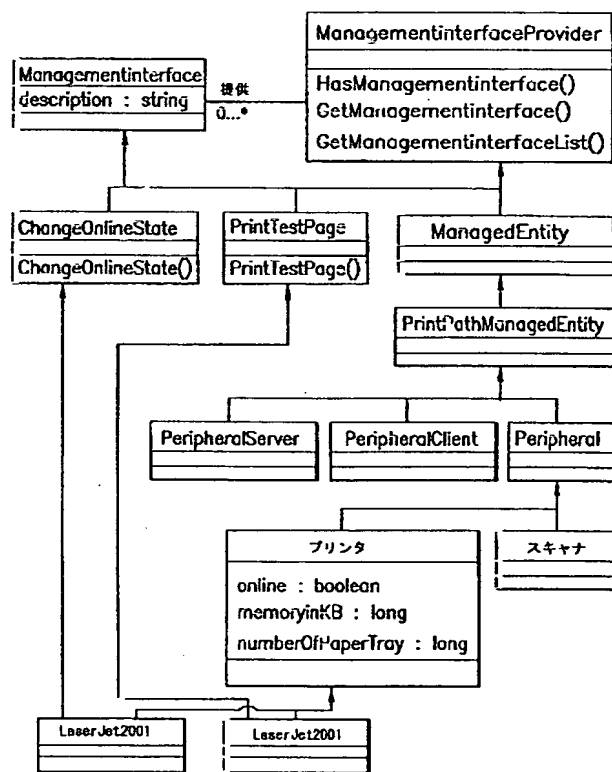 ManagementinterfaceProvider
HasManagementinterface()
GetManagementinterface()
GetManagementinterfaceList()
Managementinterface
description : string
提供
0...*
ChangeOnlineState
ChangeOnlineState()
PrintTestPage
PrintTestPage()
ManagedEntity
PrintPathManagedEntity
PeripheralServer
PeripheralClient
Peripheral
プリンタ
online : boolean
memoryinKB : long
numberOfPaperTray : long
スキャナ
LaserJet2001
LaserJet2001